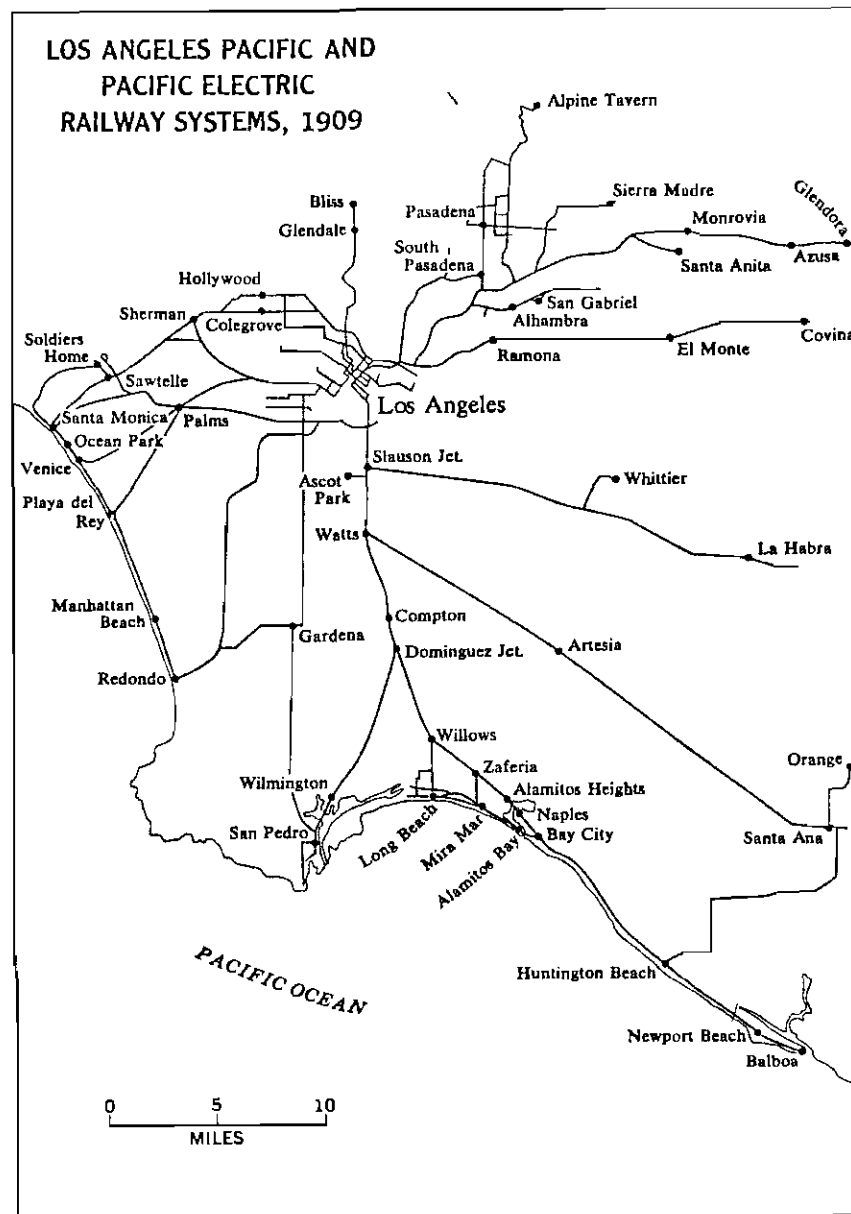 LOS ANGELES PACIFIC AND
PACIFIC ELECTRIC
RAILWAY SYSTEMS, 1909
Alpine Tavern
Bliss
Glendale
Pasadena
Sierra Madre
Glendora
Monrovia
South
Pasadena
Santa Anita
Azusa
Hollywood
San Gabriel
Sherman
Colegrove
Alhambra
Covina
Soldiers
Home
Ramona
El Monte
Sawtelle
Los Angeles
Santa Monica
Palms
Ocean Park
Venice
Slauson Jct.
Ascot
Park
Whittier
Playa del
Rey
Watts
La Habra
Manhattan
Beach
Compton
Gardena
Dominguez Jct.
Artesia
Redondo
Willows
Zaferia
Orange
Wilmington
Alamitos Heights
Naples
San Pedro
Long Beach
Mira Mar
Alamitos Bay
Bay City
Santa Ana
PACIFIC OCEAN
Huntington Beach
Newport Beach
Balboa
0 5 10
MILES